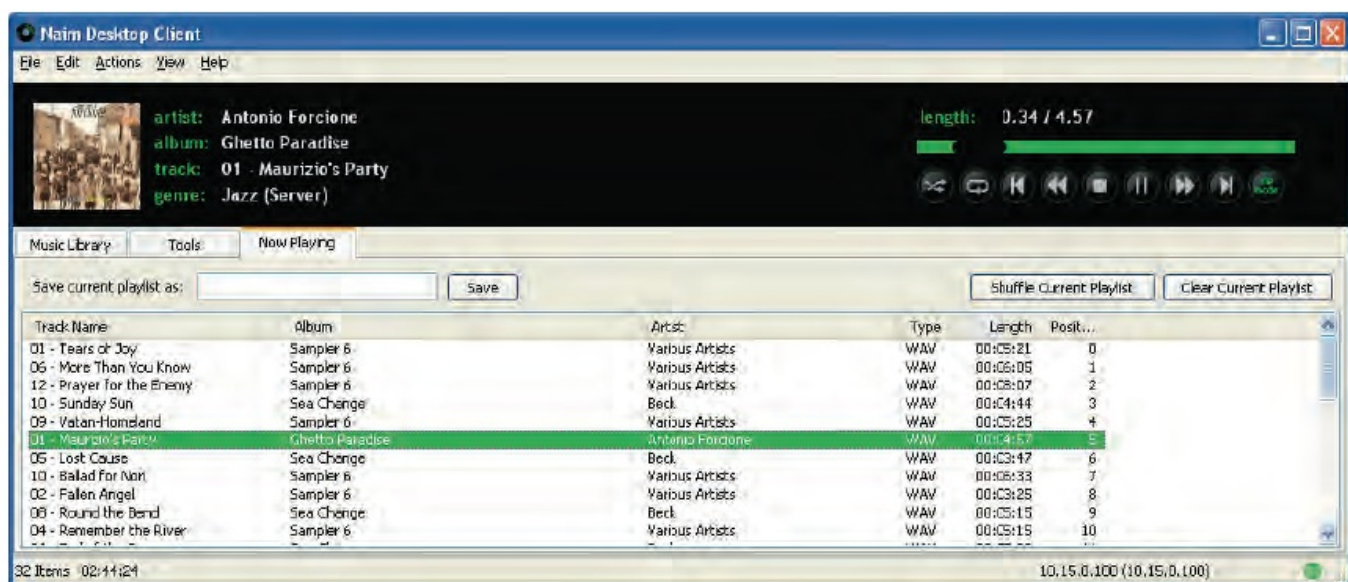 Naim Desktop Client
File Edit Actions View Help
artist: Antonio Forcione
album: Ghetto Paradise
track: 01 - Maurizio's Party
genre: Jazz (Server)
length: 0.34 / 4.57
Music Library Tools Now Playing
Save current playlist as: Save Shuffle Current Playlist Clear Current Playlist
Track Name Album Artist Type Length Posit...
01 - Tears of Joy Sampler 6 Various Artists WAV 00:05:21 0
06 - More Than You Know Sampler 6 Various Artists WAV 00:06:05 1
12 - Prayer for the Enemy Sampler 6 Various Artists WAV 00:08:07 2
10 - Sunday Sun Sea Change Beck WAV 00:04:44 3
09 - Vatan-Homeland Sampler 6 Various Artists WAV 00:05:25 4
01 - Maurizio's Party Ghetto Paradise Antonio Forcione WAV 00:04:57 5
05 - Lost Cause Sea Change Beck WAV 00:03:47 6
10 - Ballad for Nori Sampler 6 Various Artists WAV 00:06:33 7
02 - Fallen Angel Sampler 6 Various Artists WAV 00:03:25 8
08 - Round the Bend Sea Change Beck WAV 00:05:15 9
04 - Remember the River Sampler 6 Various Artists WAV 00:05:15 10
32 Items 02:44:24 10.15.0.100 (10.15.0.100)